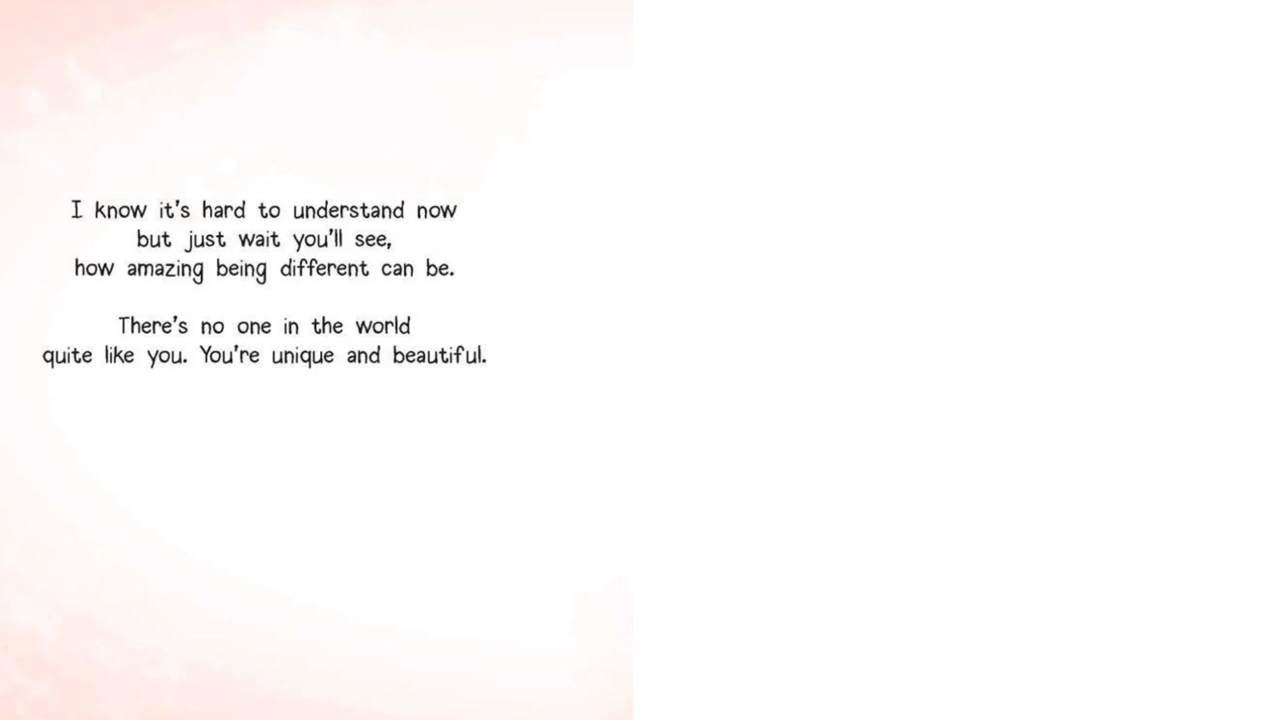 I know it's hard to understand now
but just wait you'll see,
how amazing being different can be.
There's no one in the world
quite like you. You're unique and beautiful.